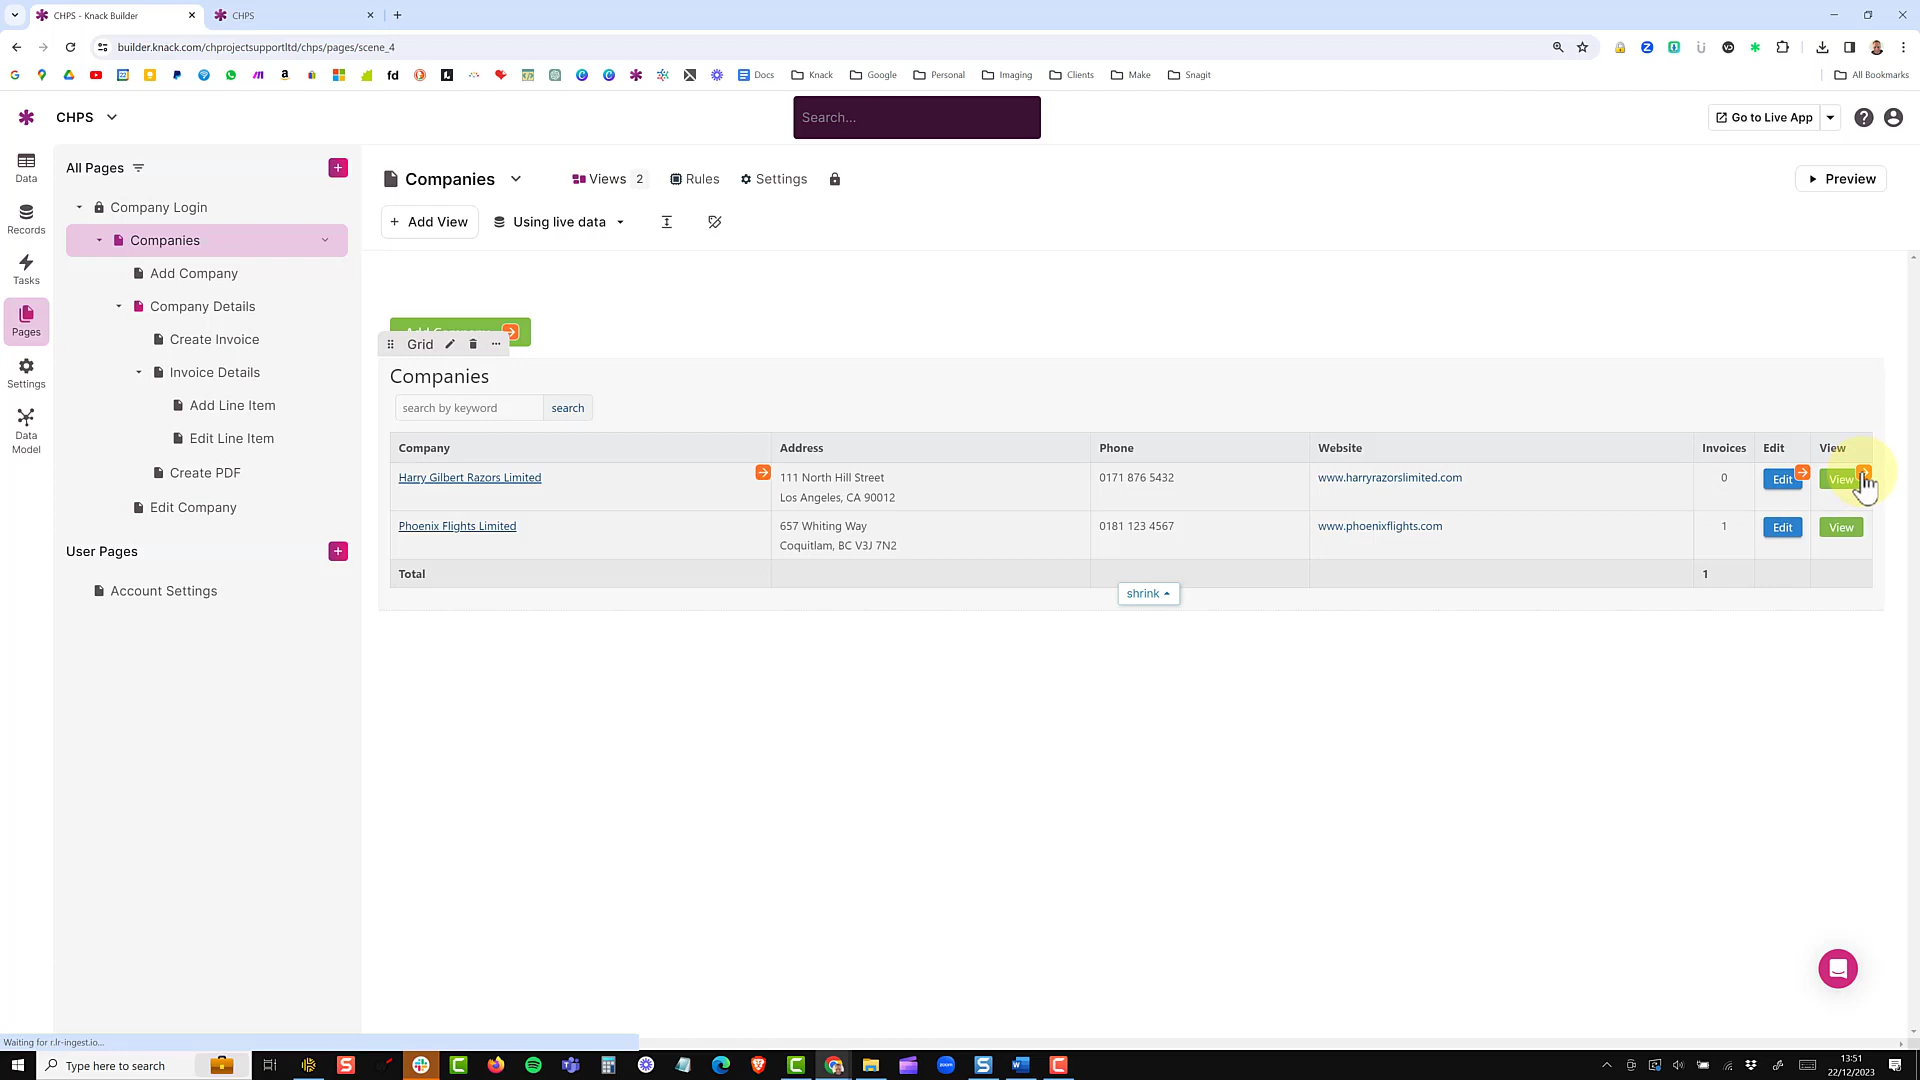 CHPS - Knack Builder
CHPS
builder.knack.com/chprojectsupportltd/chps/pages/scene_4
fd
Docs
Knack
Google
Personal
Imaging
Clients
Make
Snagit
All Bookmarks
CHPS
Search...
Go to Live App
Data
Records
Tasks
Pages
Settings
Data
Model
All Pages
Company Login
Companies
Add Company
Company Details
Create Invoice
Invoice Details
Add Line Item
Edit Line Item
Create PDF
Edit Company
User Pages
Account Settings
Companies
Views 2
Rules
Settings
Preview
+ Add View
Using live data
Grid
Companies
search by keyword
search
Company Address Phone Website Invoices Edit View
Harry Gilbert Razors Limited 111 North Hill Street 0171 876 5432 www.harryrazorslimited.com 0 Edit View
Los Angeles, CA 90012
Phoenix Flights Limited 657 Whiting Way 0181 123 4567 www.phoenixflights.com 1 Edit View
Coquitlam, BC V3J 7N2
Total 1
shrink
Waiting for r.lr-ingest.io...
Type here to search
13:51
22/12/2023